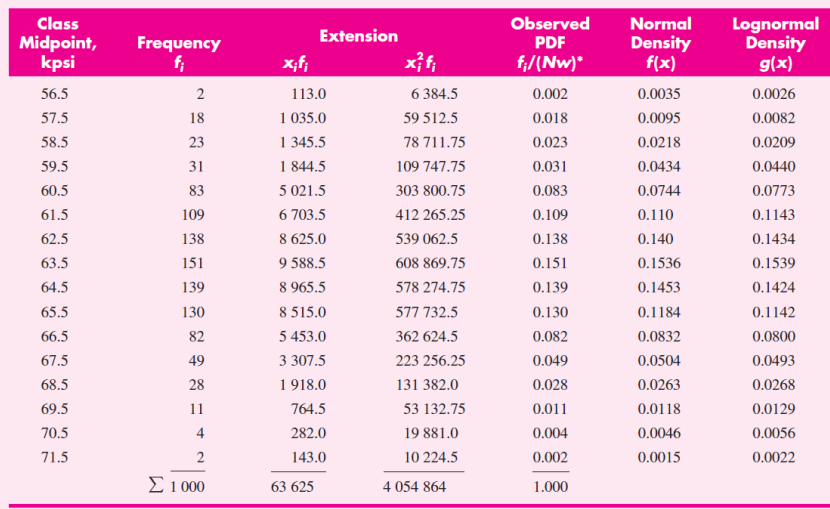 Class Midpoint, kpsi | Frequency fᵢ | Extension xᵢfᵢ | xᵢ²fᵢ | Observed PDF fᵢ/(Nw)* | Normal Density f(x) | Lognormal Density g(x)
56.5 2 113.0 6 384.5 0.002 0.0035 0.0026
57.5 18 1 035.0 59 512.5 0.018 0.0095 0.0082
58.5 23 1 345.5 78 711.75 0.023 0.0218 0.0209
59.5 31 1 844.5 109 747.75 0.031 0.0434 0.0440
60.5 83 5 021.5 303 800.75 0.083 0.0744 0.0773
61.5 109 6 703.5 412 265.25 0.109 0.110 0.1143
62.5 138 8 625.0 539 062.5 0.138 0.140 0.1434
63.5 151 9 588.5 608 869.75 0.151 0.1536 0.1539
64.5 139 8 965.5 578 274.75 0.139 0.1453 0.1424
65.5 130 8 515.0 577 732.5 0.130 0.1184 0.1142
66.5 82 5 453.0 362 624.5 0.082 0.0832 0.0800
67.5 49 3 307.5 223 256.25 0.049 0.0504 0.0493
68.5 28 1 918.0 131 382.0 0.028 0.0263 0.0268
69.5 11 764.5 53 132.75 0.011 0.0118 0.0129
70.5 4 282.0 19 881.0 0.004 0.0046 0.0056
71.5 2 143.0 10 224.5 0.002 0.0015 0.0022
∑ 1 000 63 625 4 054 864 1.000